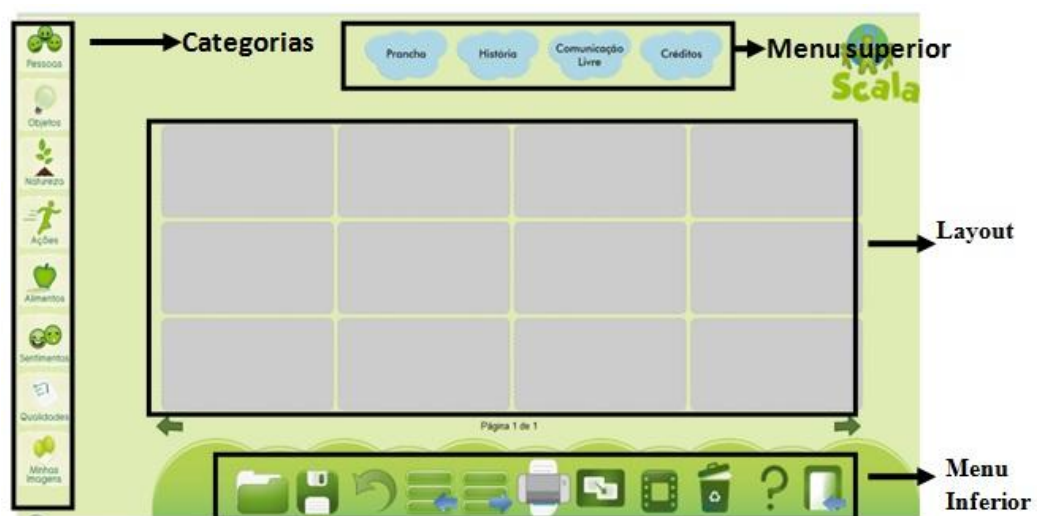 Categorias
Menu superior
Prancha
História
Comunicação
Livre
Créditos
Scala
Pessoas
Objetos
Natureza
Ações
Alimentos
Sentimentos
Qualidades
Minhas
Imagens
Layout
Página 1 de 1
Menu
Inferior